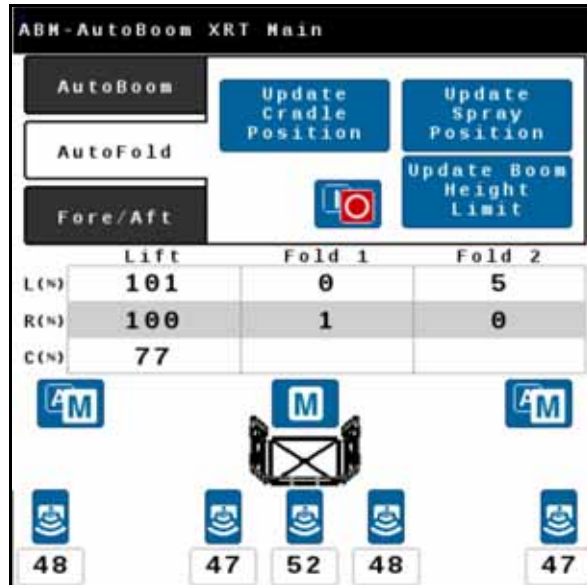 ABM-AutoBoom XRT Main
AutoBoom
AutoFold
Fore/Aft
Update
Cradle
Position
Update
Spray
Position
Update Boom
Height
Limit
Lift Fold 1 Fold 2
L(%) 101 0 5
R(%) 100 1 0
C(%) 77
A M
M
A M
48 47 52 48 47